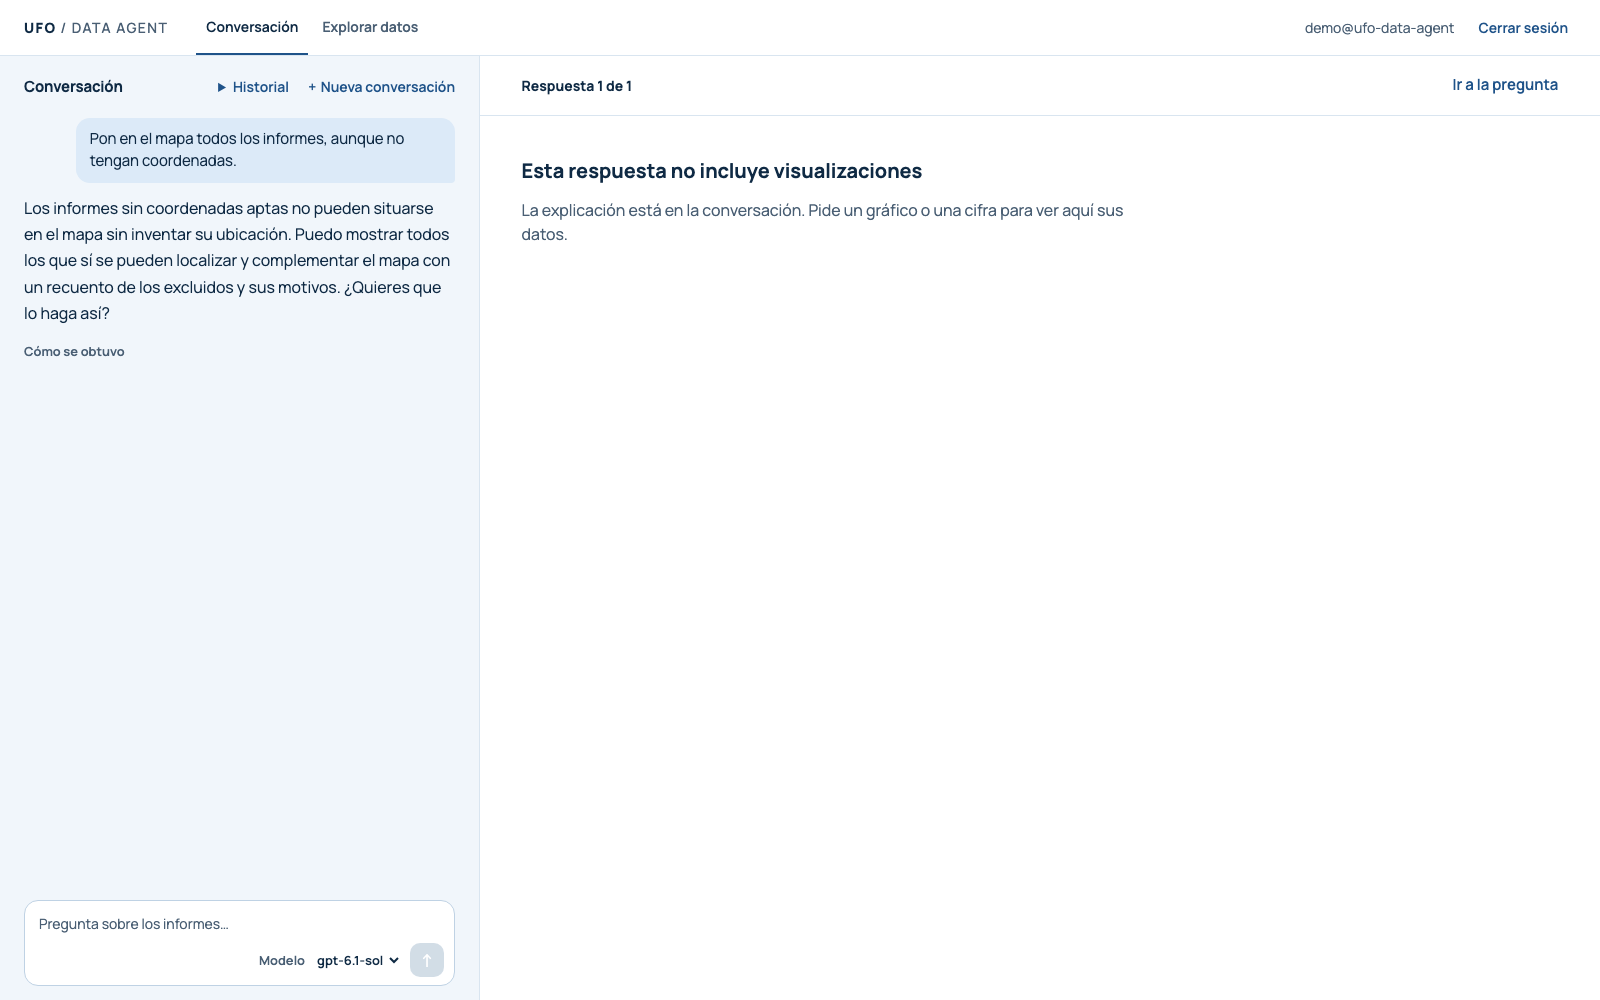 UFO / DATA AGENT
Conversación
Explorar datos
demo@ufo-data-agent
Cerrar sesión
Conversación
▶ Historial
+ Nueva conversación
Pon en el mapa todos los informes, aunque no
tengan coordenadas.
Los informes sin coordenadas aptas no pueden situarse
en el mapa sin inventar su ubicación. Puedo mostrar todos
los que sí se pueden localizar y complementar el mapa con
un recuento de los excluidos y sus motivos. ¿Quieres que
lo haga así?
Cómo se obtuvo
Pregunta sobre los informes…
Modelo gpt-6.1-sol
Respuesta 1 de 1
Ir a la pregunta
Esta respuesta no incluye visualizaciones
La explicación está en la conversación. Pide un gráfico o una cifra para ver aquí sus
datos.